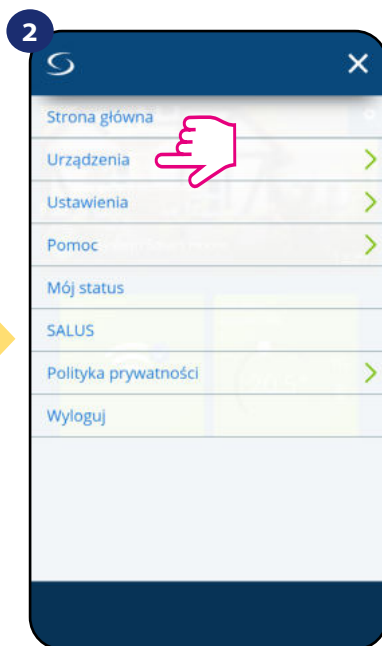 2
Strona główna
Urządzenia
Ustawienia
Pomoc
Mój status
SALUS
Polityka prywatności
Wyloguj